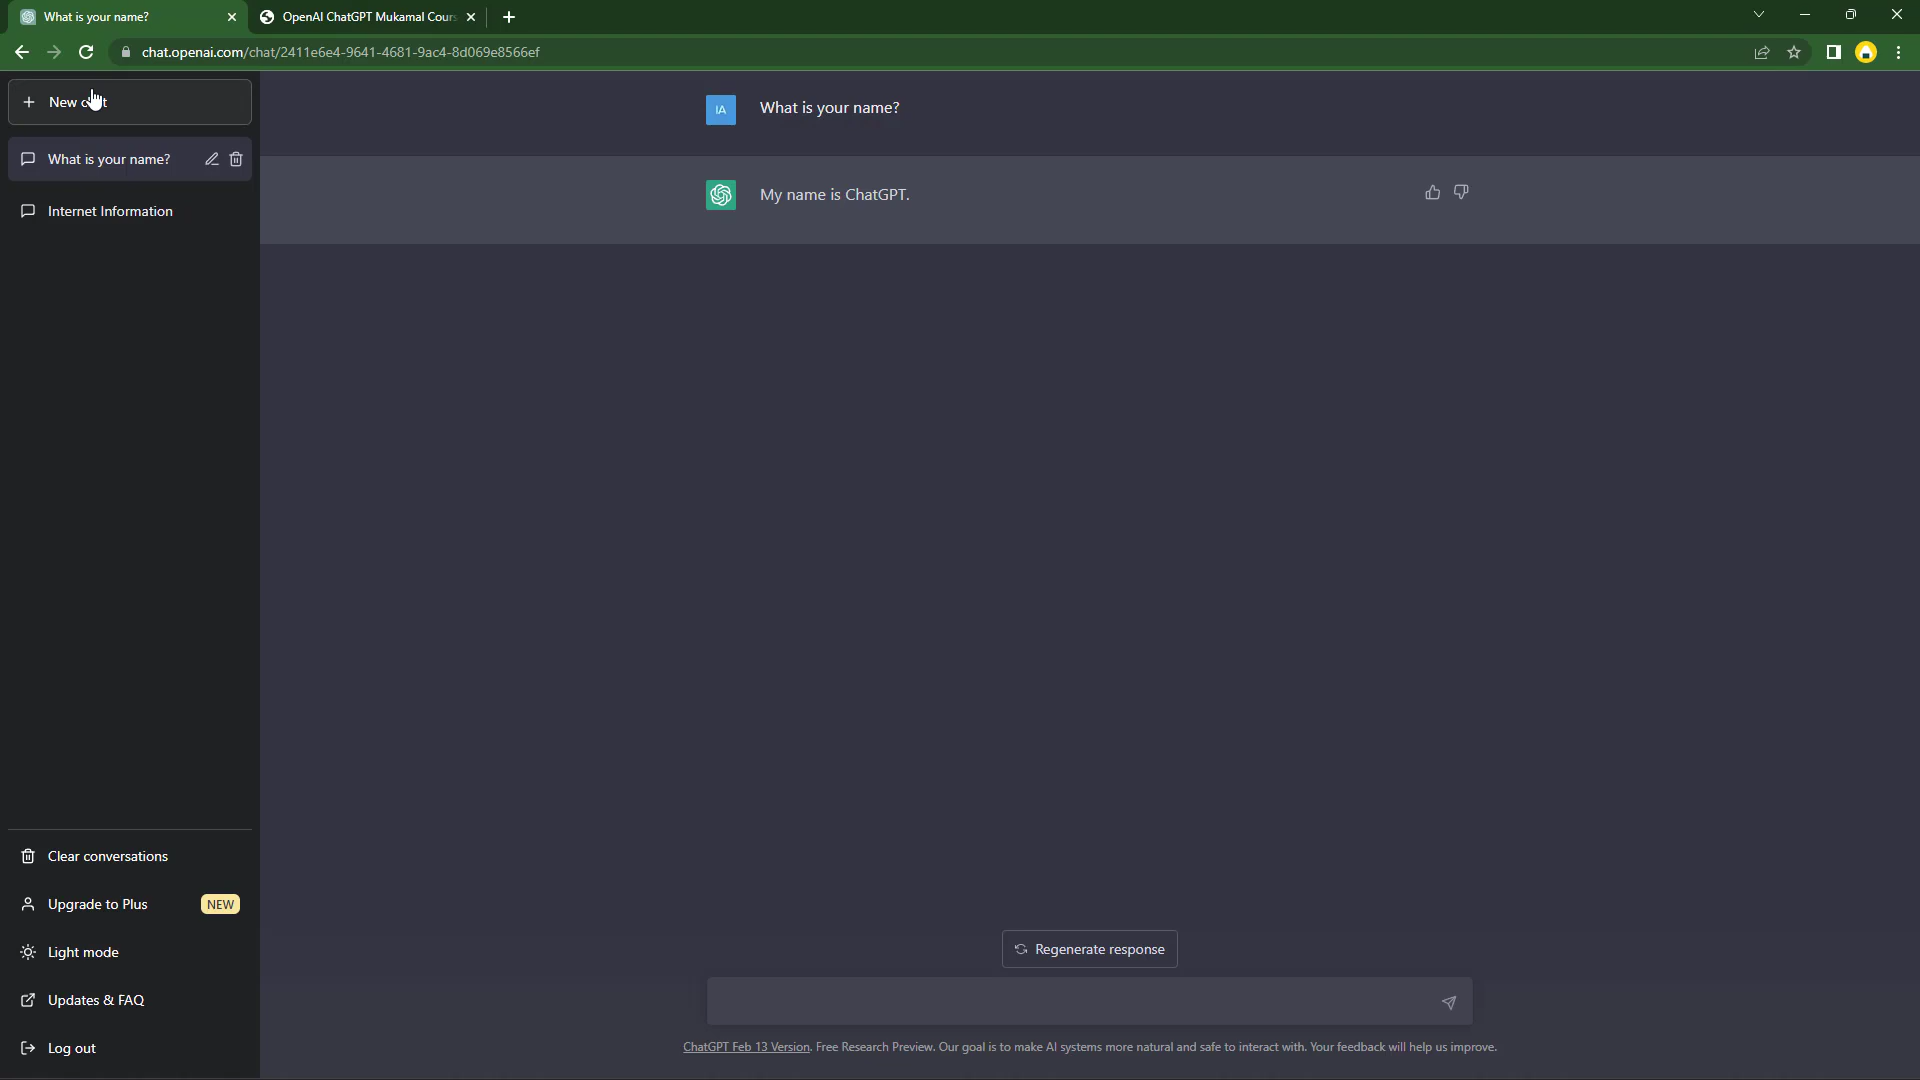 What is your name?
OpenAI ChatGPT Mukamal Cours
chat.openai.com/chat/2411e6e4-9641-4681-9ac4-8d069e8566ef
New chat
What is your name?
Internet Information
Clear conversations
Upgrade to Plus NEW
Light mode
Updates & FAQ
Log out
IA What is your name?
My name is ChatGPT.
Regenerate response
ChatGPT Feb 13 Version. Free Research Preview. Our goal is to make AI systems more natural and safe to interact with. Your feedback will help us improve.